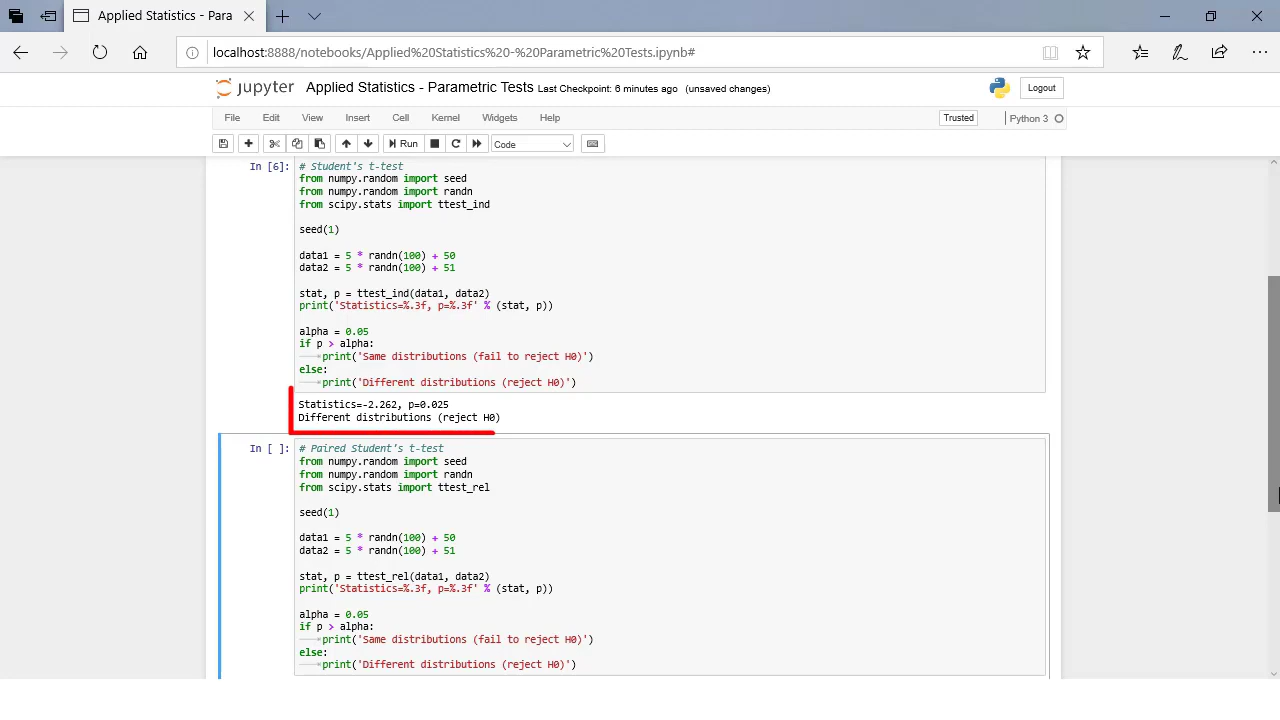 Applied Statistics - Para
localhost:8888/notebooks/Applied%20Statistics%20-%20Parametric%20Tests.ipynb#
jupyter Applied Statistics - Parametric Tests Last Checkpoint: 6 minutes ago (unsaved changes) Logout
File Edit View Insert Cell Kernel Widgets Help Trusted Python 3
Run Code
In [6]: # Student's t-test
from numpy.random import seed
from numpy.random import randn
from scipy.stats import ttest_ind
seed(1)
data1 = 5 * randn(100) + 50
data2 = 5 * randn(100) + 51
stat, p = ttest_ind(data1, data2)
print('Statistics=%.3f, p=%.3f' % (stat, p))
alpha = 0.05
if p > alpha:
print('Same distributions (fail to reject H0)')
else:
print('Different distributions (reject H0)')
Statistics=-2.262, p=0.025
Different distributions (reject H0)
In [ ]: # Paired Student's t-test
from numpy.random import seed
from numpy.random import randn
from scipy.stats import ttest_rel
seed(1)
data1 = 5 * randn(100) + 50
data2 = 5 * randn(100) + 51
stat, p = ttest_rel(data1, data2)
print('Statistics=%.3f, p=%.3f' % (stat, p))
alpha = 0.05
if p > alpha:
print('Same distributions (fail to reject H0)')
else:
print('Different distributions (reject H0)')